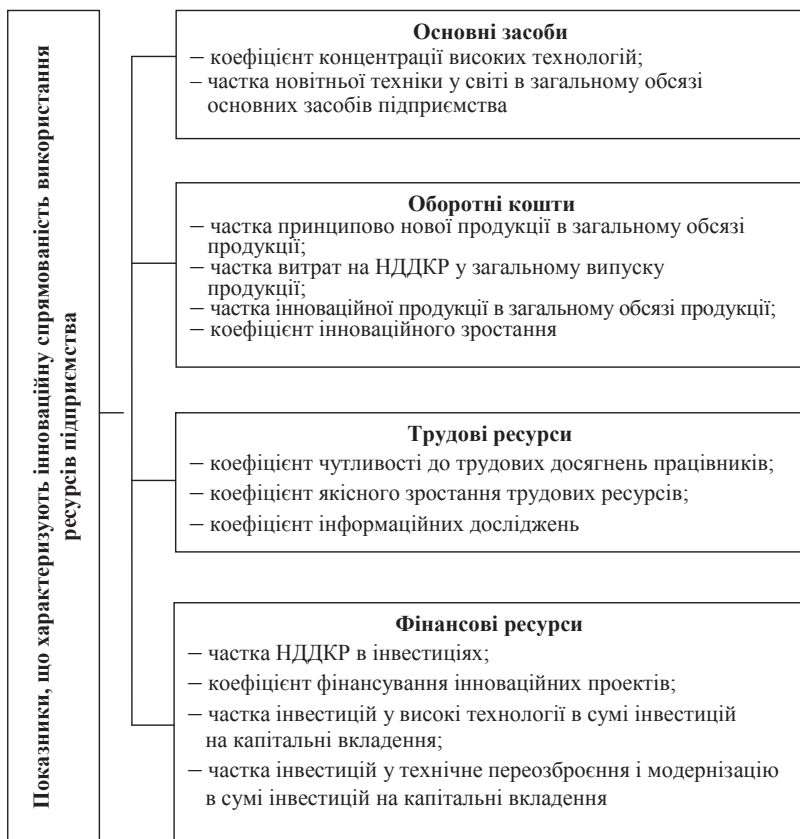 Показники, що характеризують інноваційну спрямованість використання
ресурсів підприємства
Основні засоби
– коефіцієнт концентрації високих технологій;
– частка новітньої техніки у світі в загальному обсязі
основних засобів підприємства
Оборотні кошти
– частка принципово нової продукції в загальному обсязі
продукції;
– частка витрат на НДДКР у загальному випуску
продукції;
– частка інноваційної продукції в загальному обсязі продукції;
– коефіцієнт інноваційного зростання
Трудові ресурси
– коефіцієнт чутливості до трудових досягнень працівників;
– коефіцієнт якісного зростання трудових ресурсів;
– коефіцієнт інформаційних досліджень
Фінансові ресурси
– частка НДДКР в інвестиціях;
– коефіцієнт фінансування інноваційних проектів;
– частка інвестицій у високі технології в сумі інвестицій
на капітальні вкладення;
– частка інвестицій у технічне переозброєння і модернізацію
в сумі інвестицій на капітальні вкладення